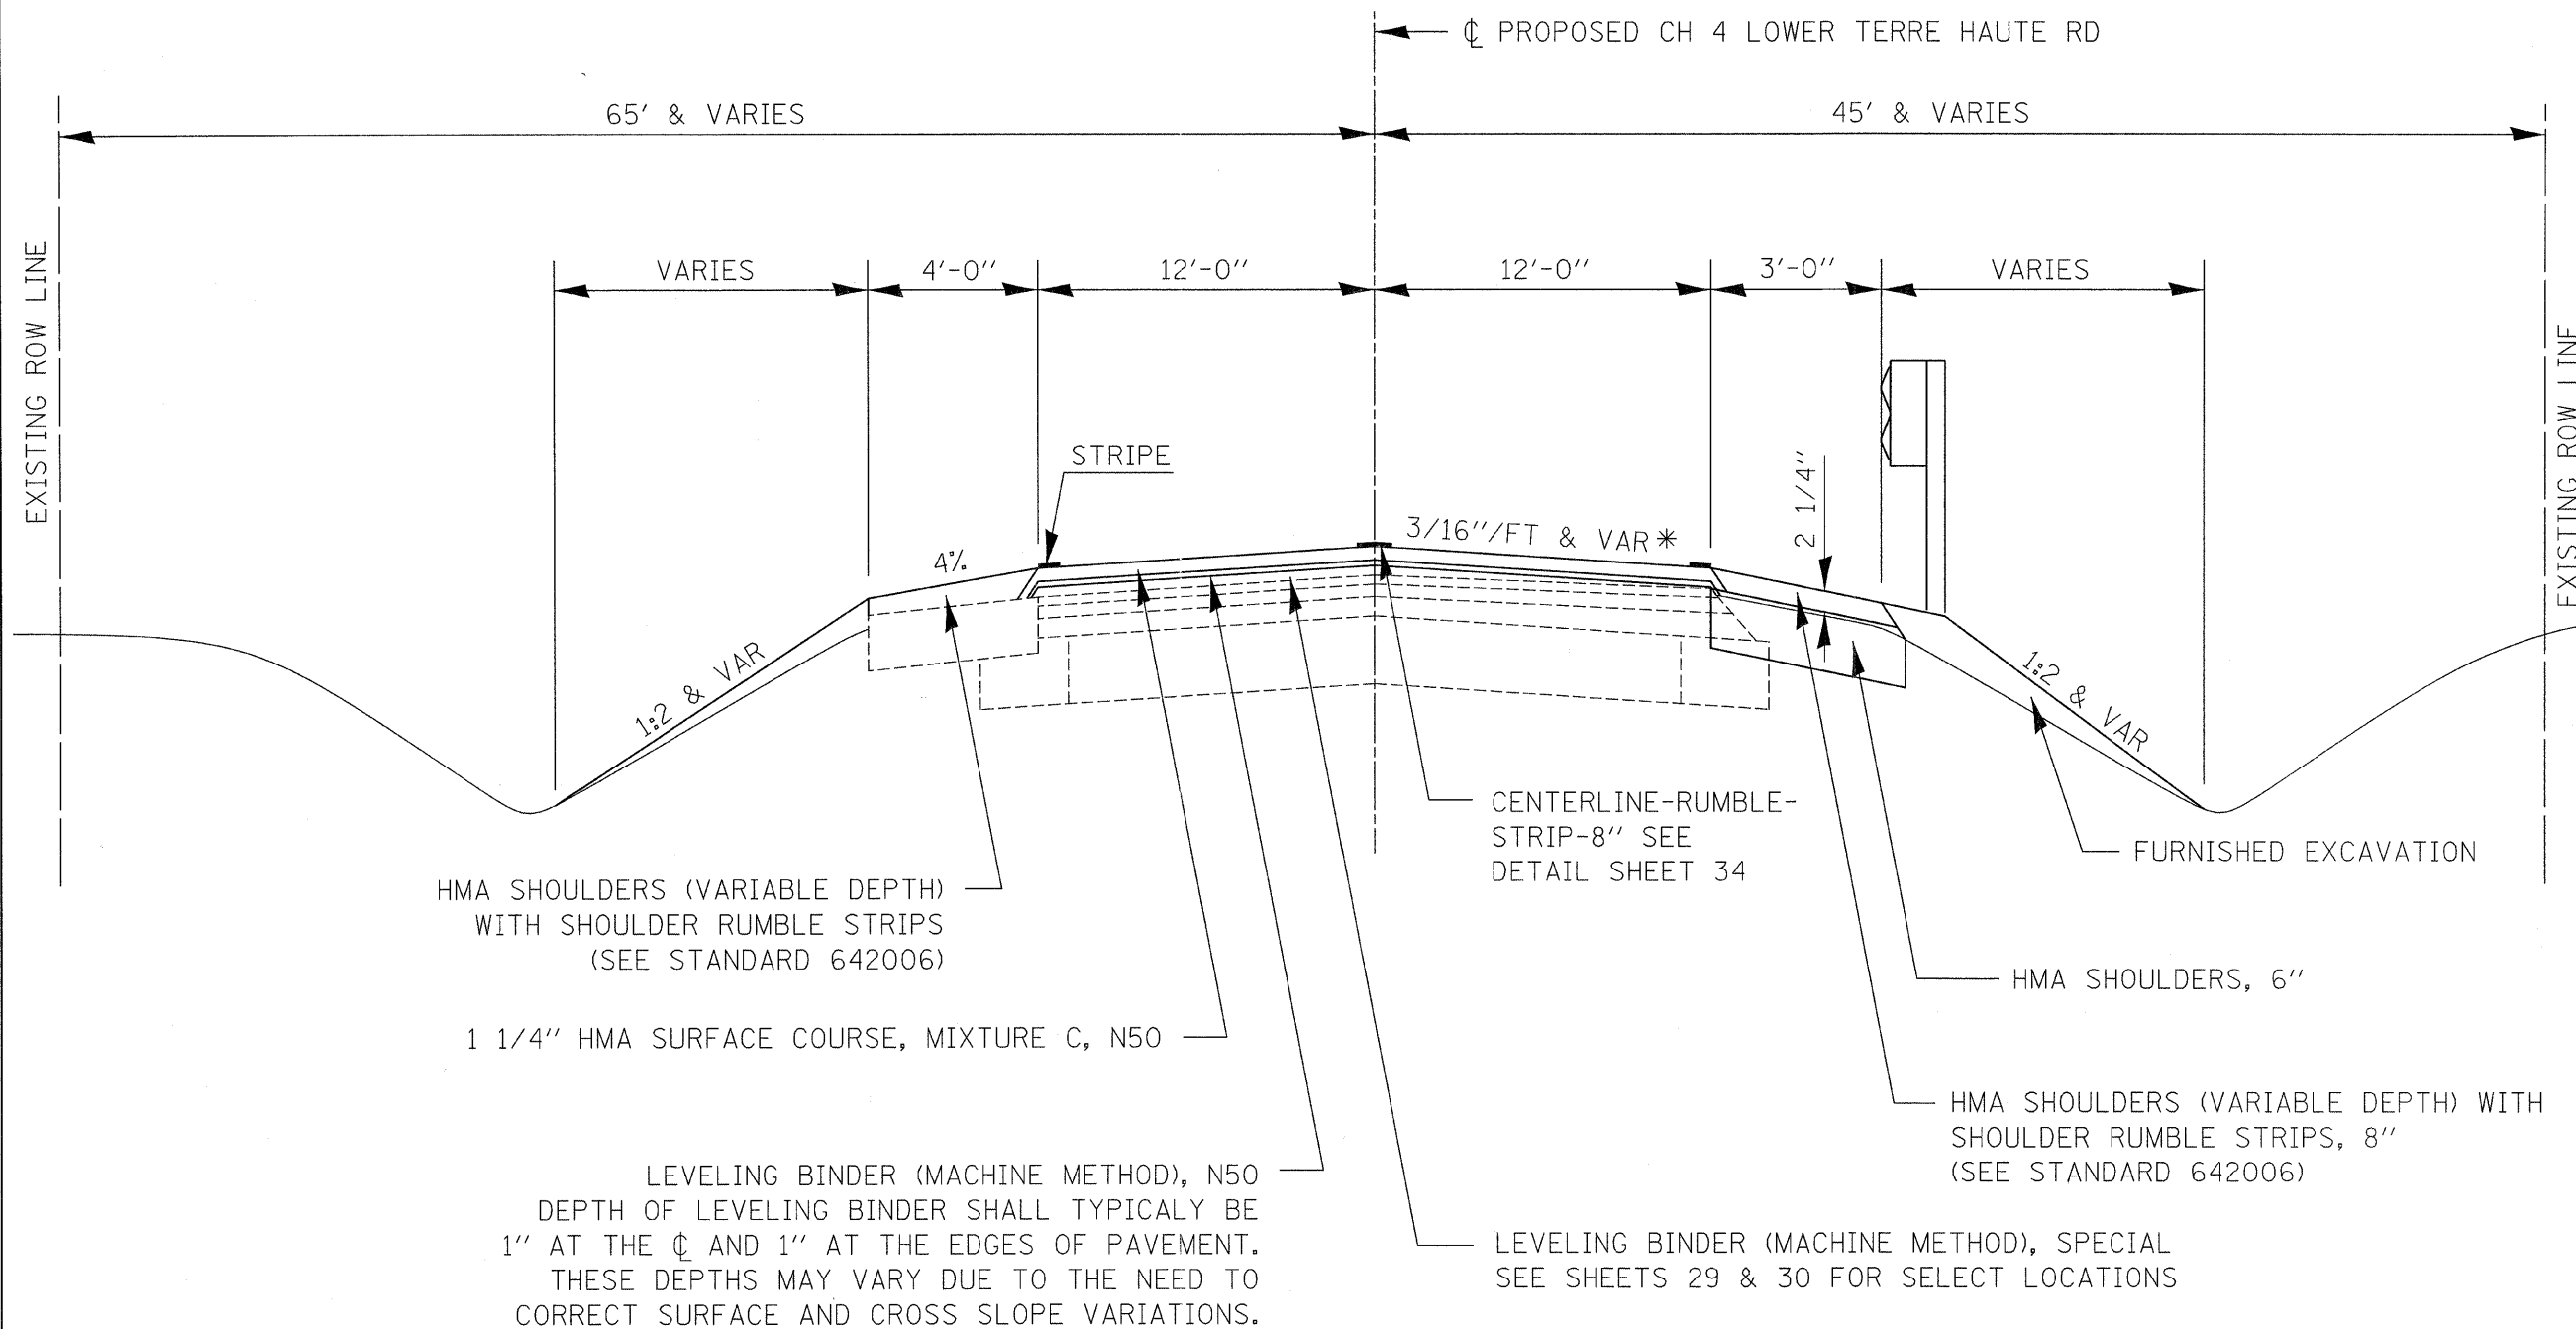 ℄ PROPOSED CH 4 LOWER TERRE HAUTE RD
65' & VARIES
45' & VARIES
EXISTING ROW LINE
VARIES
4'-0"
12'-0"
12'-0"
3'-0"
VARIES
EXISTING ROW LINE
STRIPE
2 1/4"
3/16"/FT & VAR*
4%
1:2 & VAR
1:2 & VAR
CENTERLINE-RUMBLE-
STRIP-8" SEE
DETAIL SHEET 34
FURNISHED EXCAVATION
HMA SHOULDERS (VARIABLE DEPTH)
WITH SHOULDER RUMBLE STRIPS
(SEE STANDARD 642006)
HMA SHOULDERS, 6"
1 1/4" HMA SURFACE COURSE, MIXTURE C, N50
HMA SHOULDERS (VARIABLE DEPTH) WITH
SHOULDER RUMBLE STRIPS, 8"
(SEE STANDARD 642006)
LEVELING BINDER (MACHINE METHOD), N50
DEPTH OF LEVELING BINDER SHALL TYPICALY BE
1" AT THE ℄ AND 1" AT THE EDGES OF PAVEMENT.
THESE DEPTHS MAY VARY DUE TO THE NEED TO
CORRECT SURFACE AND CROSS SLOPE VARIATIONS.
LEVELING BINDER (MACHINE METHOD), SPECIAL
SEE SHEETS 29 & 30 FOR SELECT LOCATIONS